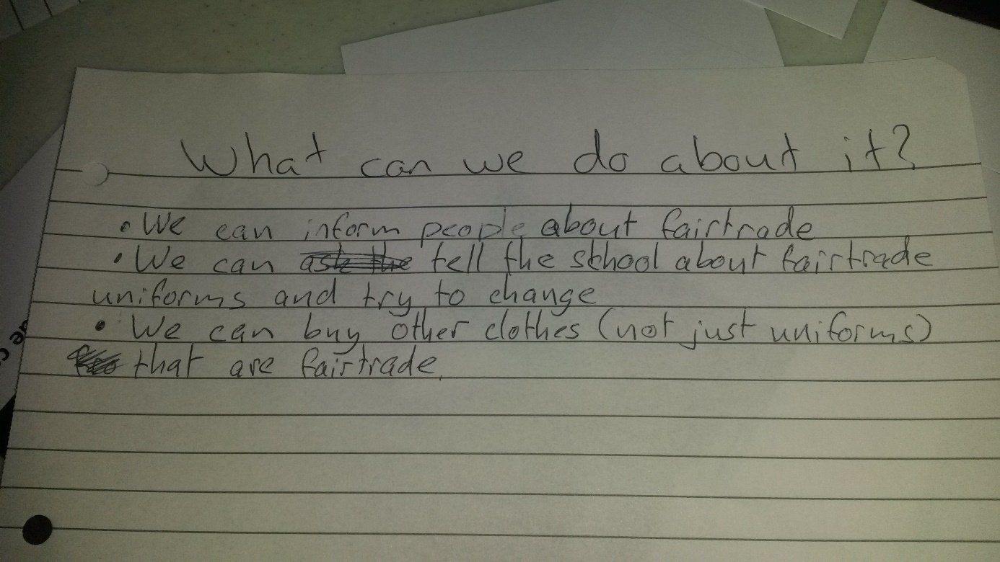 What can we do about it?
• We can inform people about fairtrade
• We can ask the tell the school about fairtrade
uniforms and try to change
• We can buy other clothes (not just uniforms)
that are fairtrade.